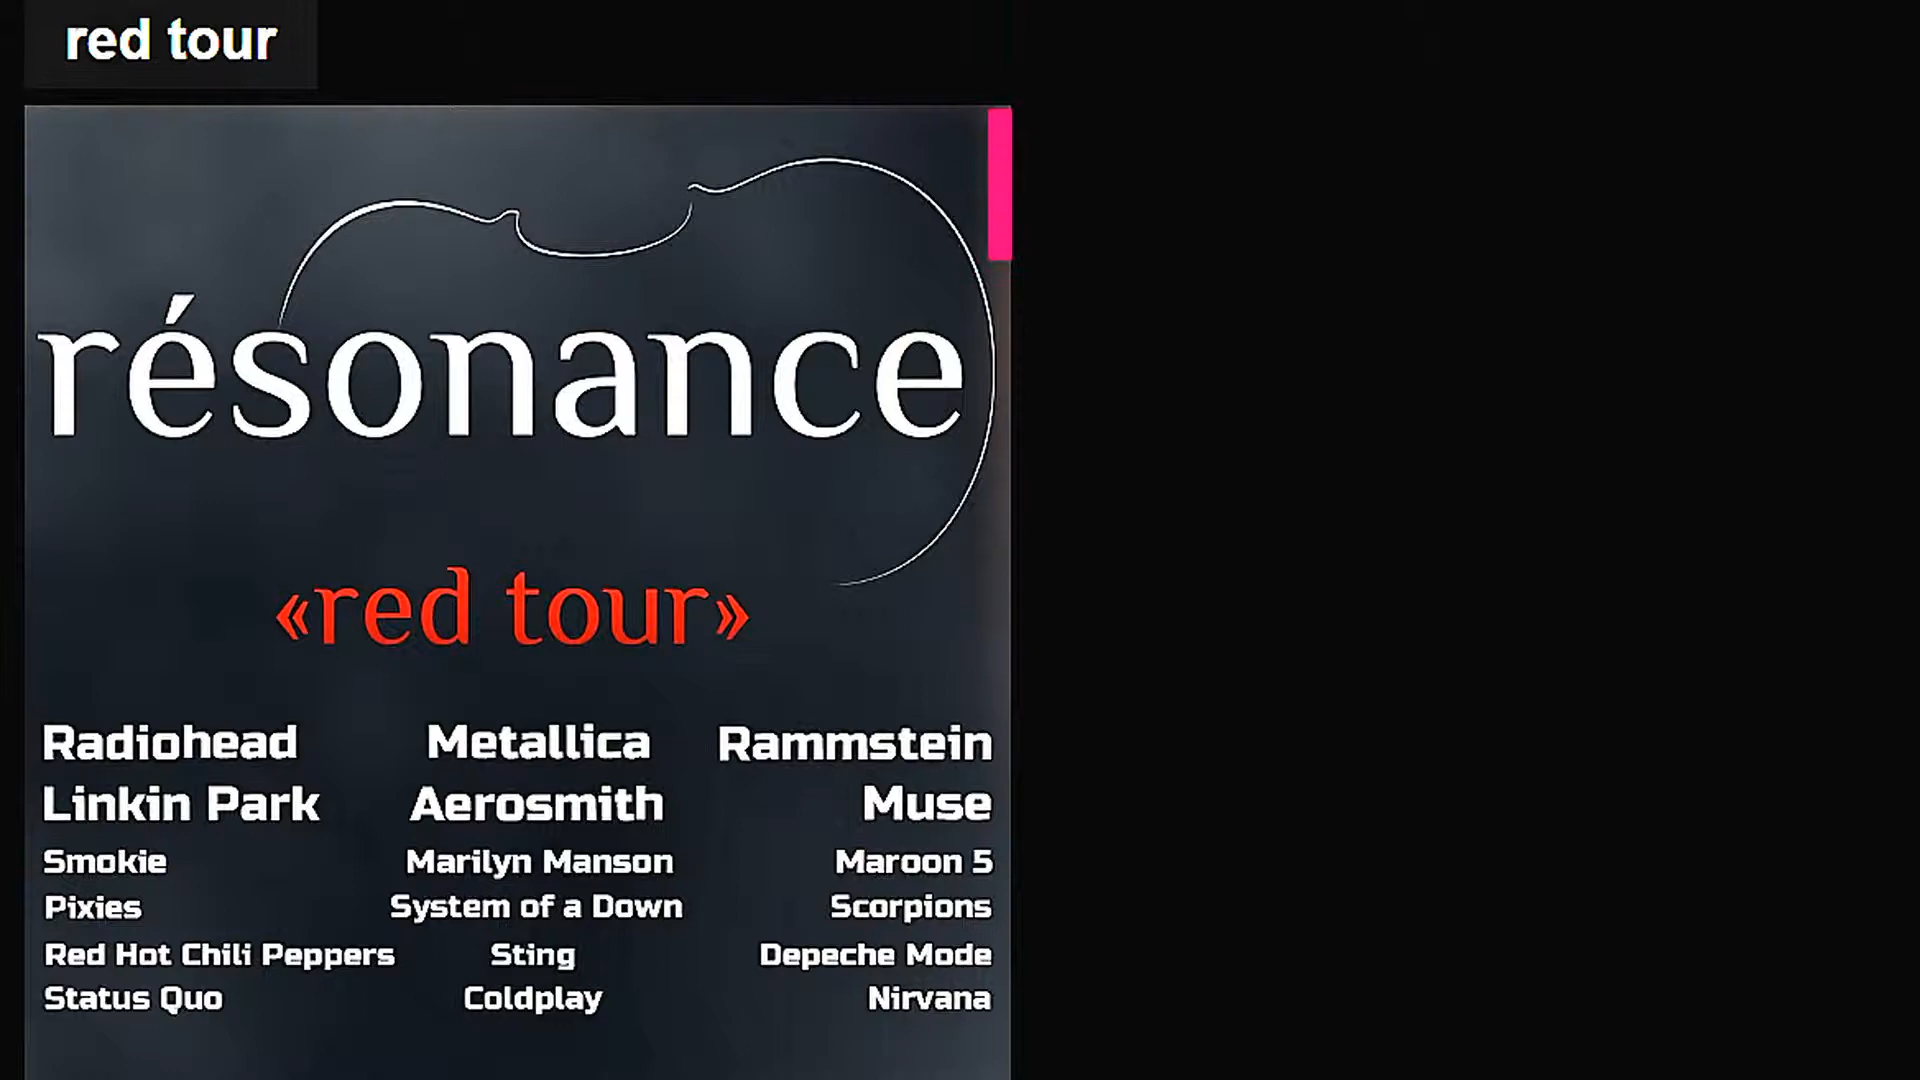 red tour
résonance
«red tour»
Radiohead Metallica Rammstein
Linkin Park Aerosmith Muse
Smokie Marilyn Manson Maroon 5
Pixies System of a Down Scorpions
Red Hot Chili Peppers Sting Depeche Mode
Status Quo Coldplay Nirvana